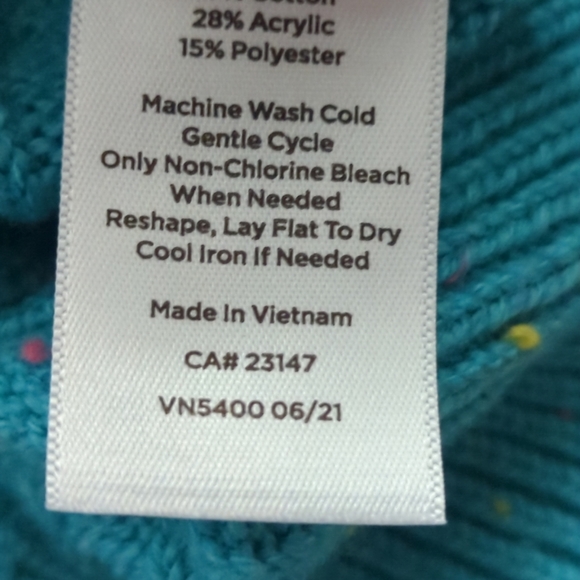 28% Acrylic
15% Polyester
Machine Wash Cold
Gentle Cycle
Only Non-Chlorine Bleach
When Needed
Reshape, Lay Flat To Dry
Cool Iron If Needed
Made In Vietnam
CA# 23147
VN5400 06/21